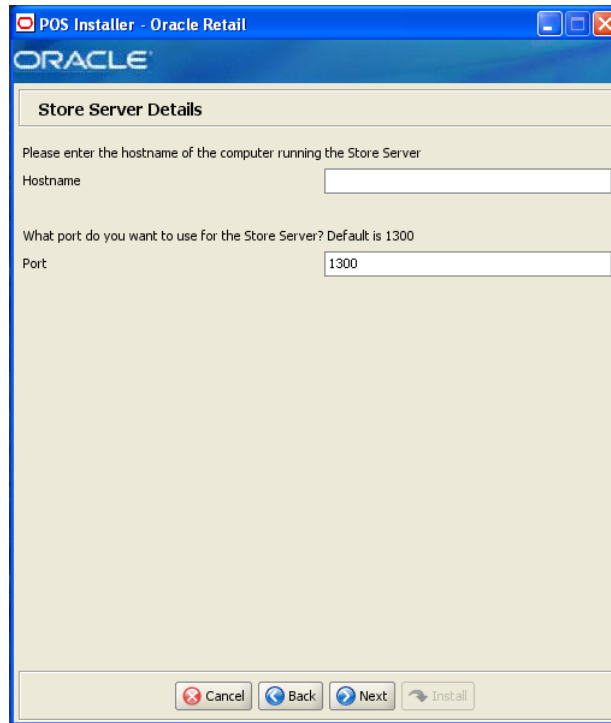 POS Installer - Oracle Retail
ORACLE
Store Server Details
Please enter the hostname of the computer running the Store Server
Hostname
What port do you want to use for the Store Server? Default is 1300
Port 1300
Cancel Back Next Install